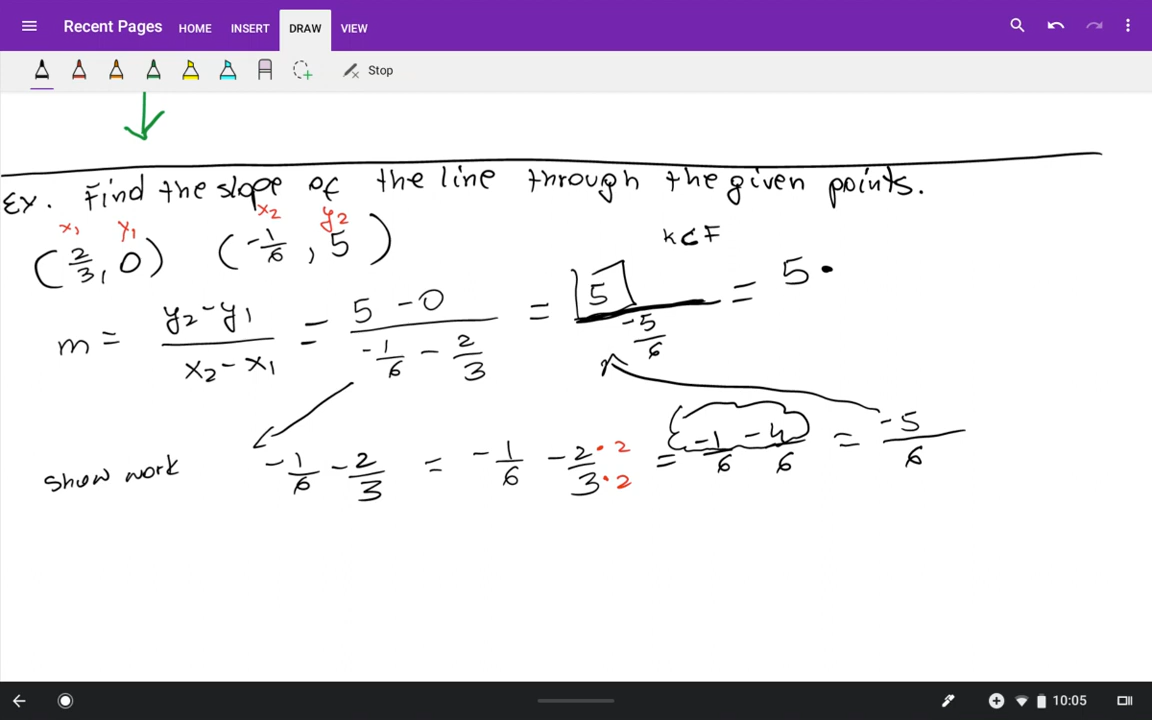 Recent Pages HOME INSERT DRAW VIEW
Stop
Ex. Find the slope of the line through the given points.
x1 y1 x2 y2
(2/3, 0) (-1/6, 5)
KCF
m = y2-y1 / x2-x1 = 5-0 / -1/6 - 2/3 = 5 / -5/6 = 5 •
show work -1/6 - 2/3 = -1/6 - 2•2/3•2 = -1/6 -4/6 = -5/6
10:05